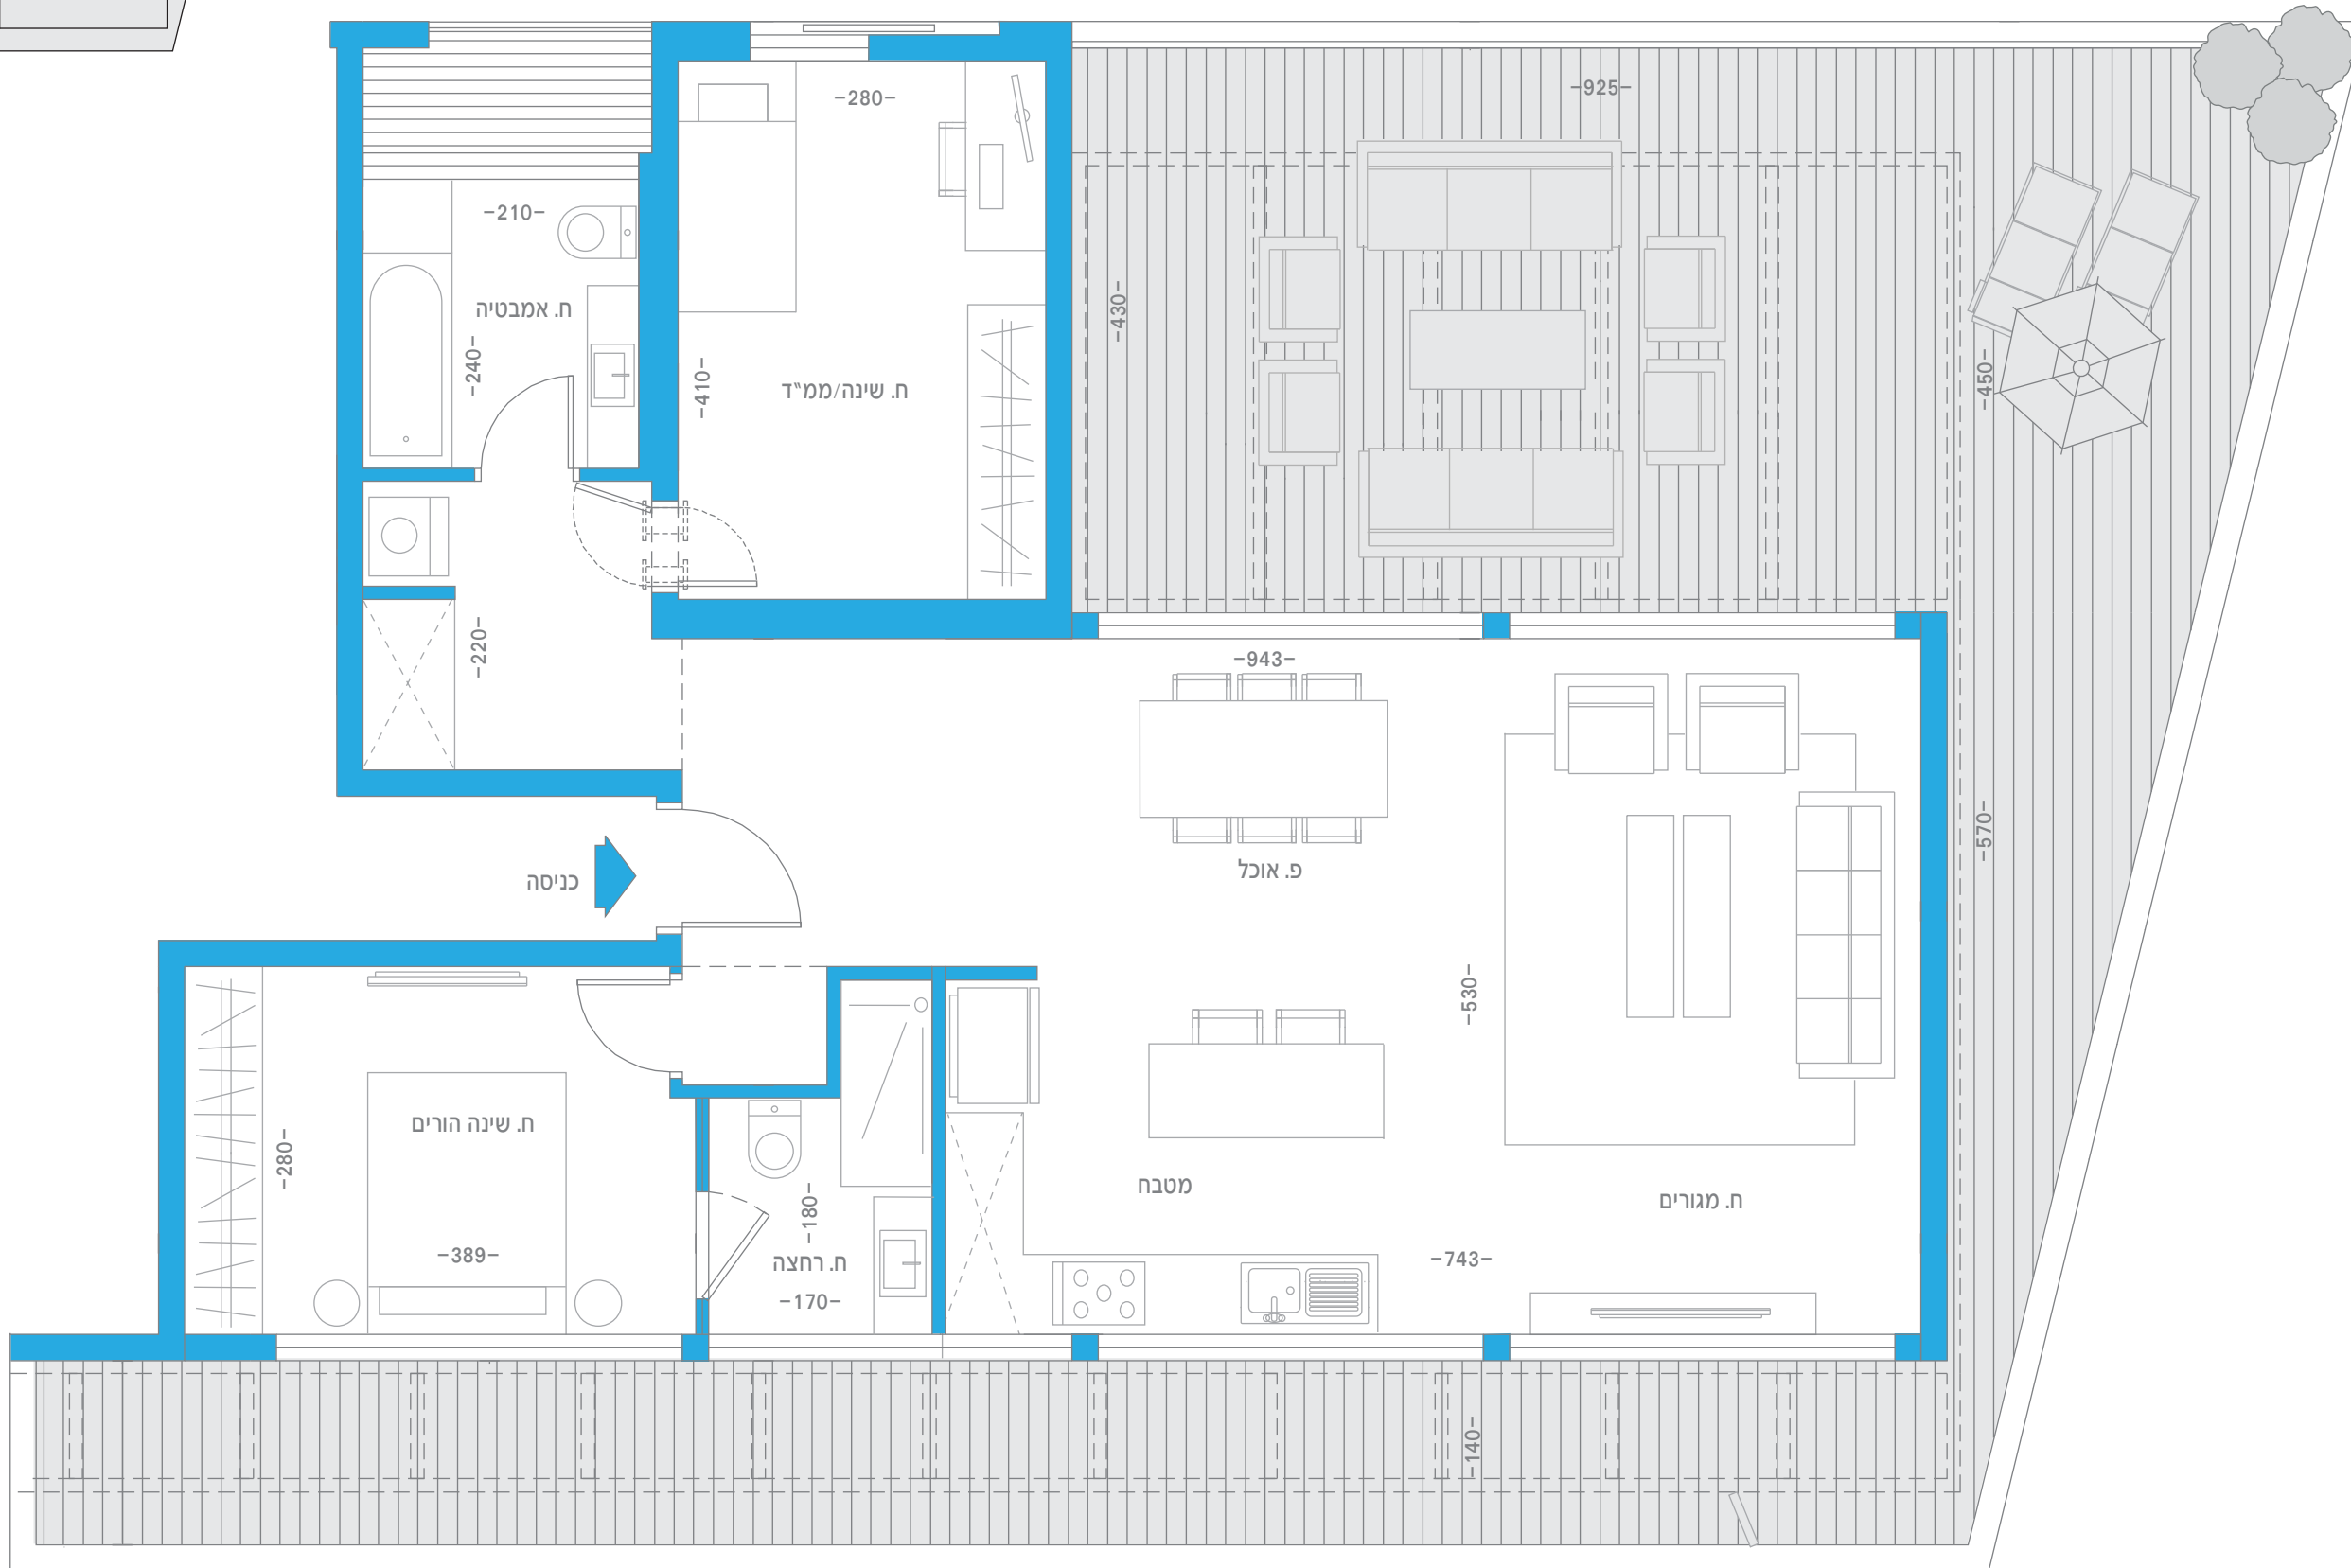 -280-
-925-
-210-
ח. אמבטיה
-240-
-410-
ח. שינה/ממ"ד
-430-
-450-
-220-
-943-
פ. אוכל
-570-
כניסה
-530-
ח. שינה הורים
-280-
-389-
-180-
ח. רחצה
-170-
מטבח
ח. מגורים
-743-
-140-